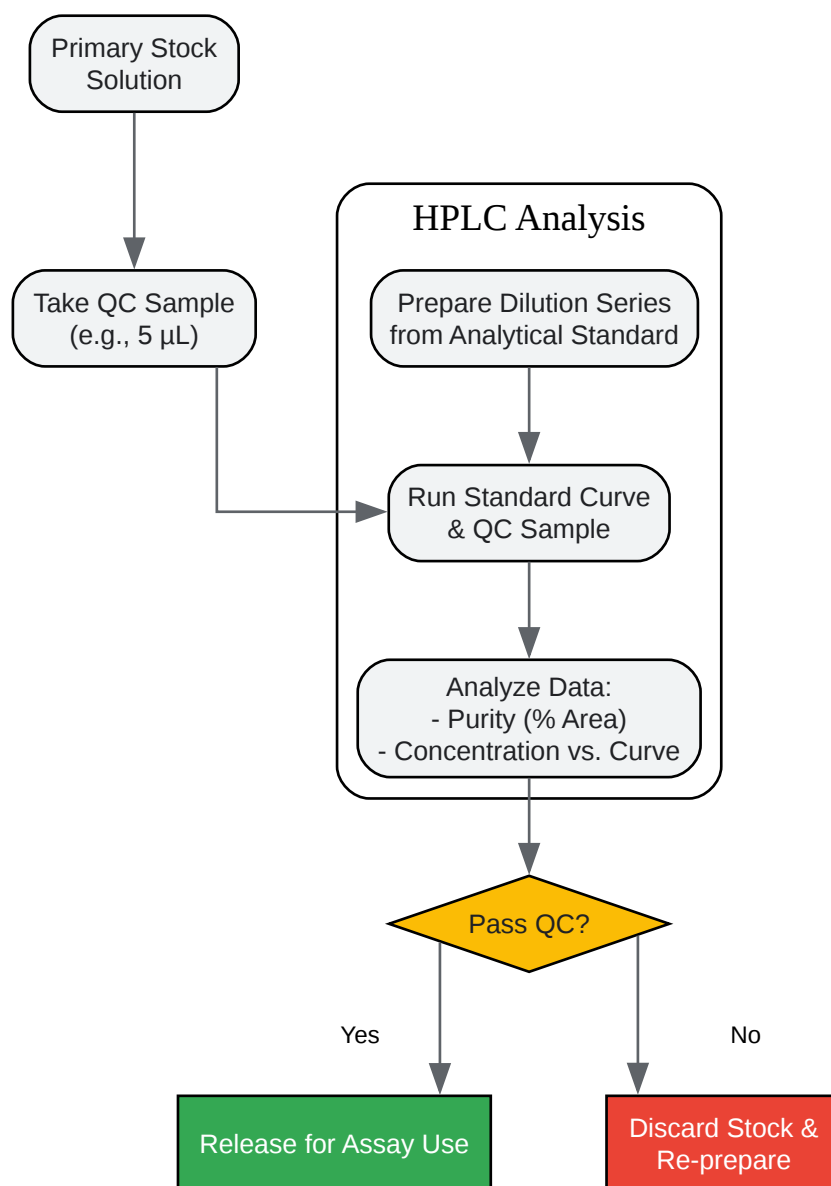 Primary Stock
Solution
HPLC Analysis
Take QC Sample
(e.g., 5 µL)
Prepare Dilution Series
from Analytical Standard
Run Standard Curve
& QC Sample
Analyze Data:
- Purity (% Area)
- Concentration vs. Curve
Pass QC?
Yes
No
Release for Assay Use
Discard Stock &
Re-prepare